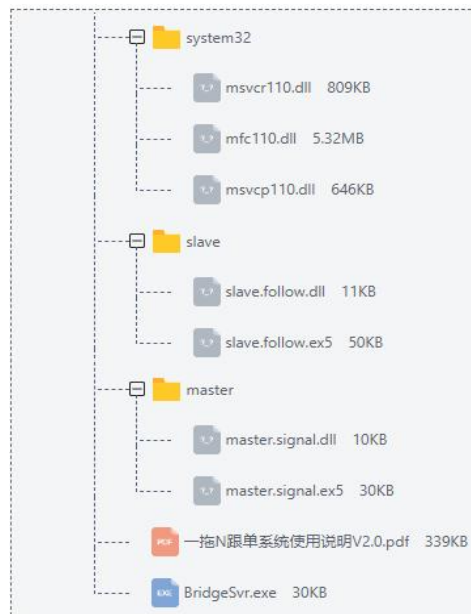 system32
msvcr110.dll 809KB
mfc110.dll 5.32MB
msvcp110.dll 646KB
slave
slave.follow.dll 11KB
slave.follow.ex5 50KB
master
master.signal.dll 10KB
master.signal.ex5 30KB
PDF 一拖N跟单系统使用说明V2.0.pdf 339KB
EXE BridgeSvr.exe 30KB